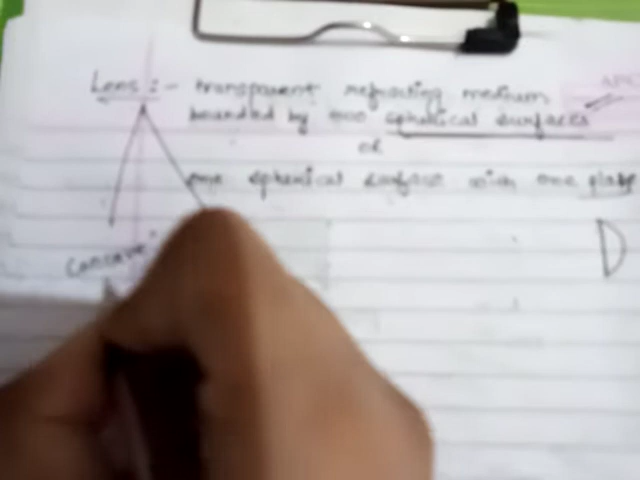 Lens :- transparent refracting medium
bounded by two spherical surfaces
or
one spherical surface with one plane
Concave